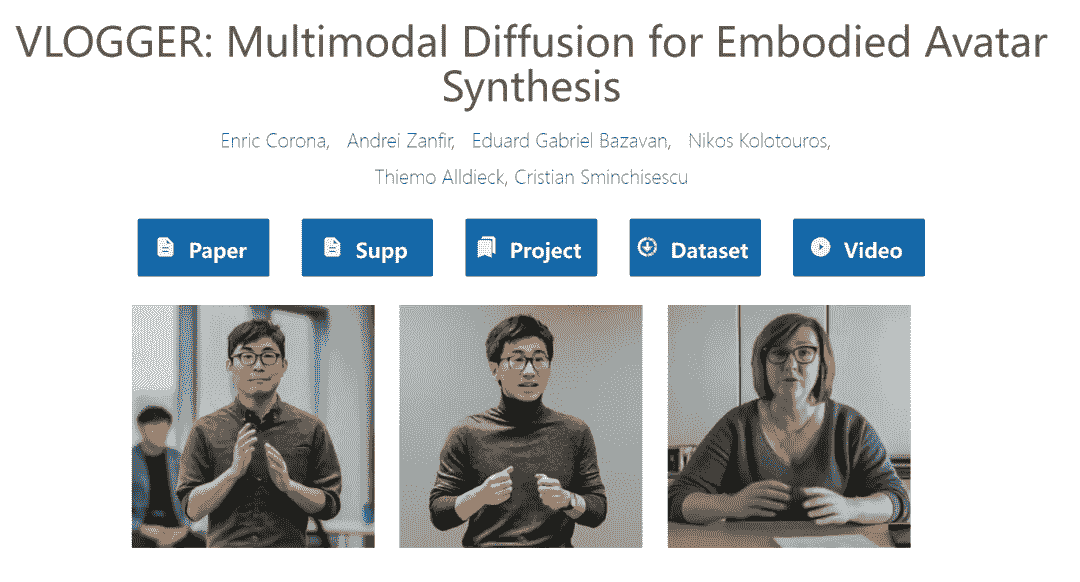 VLOGGER: Multimodal Diffusion for Embodied Avatar
Synthesis
Enric Corona, Andrei Zanfir, Eduard Gabriel Bazavan, Nikos Kolotouros,
Thiemo Alldieck, Cristian Sminchisescu
Paper Supp Project Dataset Video